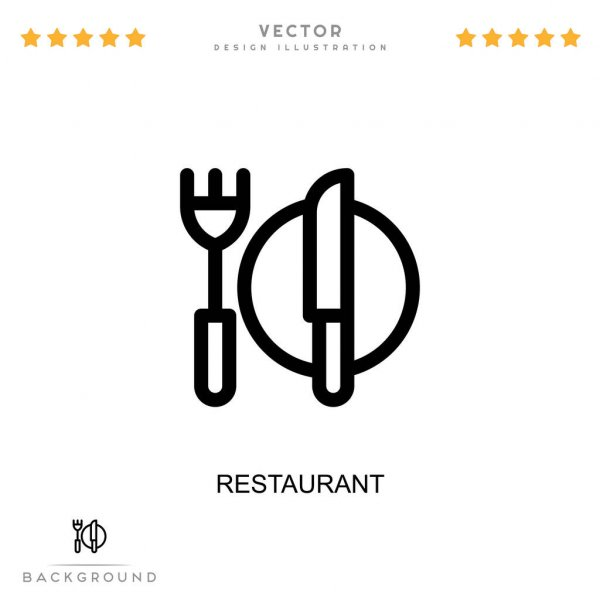 VECTOR
DESIGN ILLUSTRATION
RESTAURANT
BACKGROUND